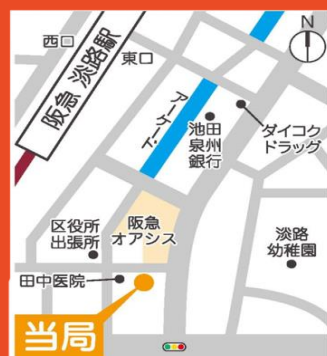 N
西口
阪急 淡路駅
東口
アーケード
池田
泉州
銀行
ダイコク
ドラッグ
区役所
出張所
阪急
オアシス
淡路
幼稚園
田中医院
当局